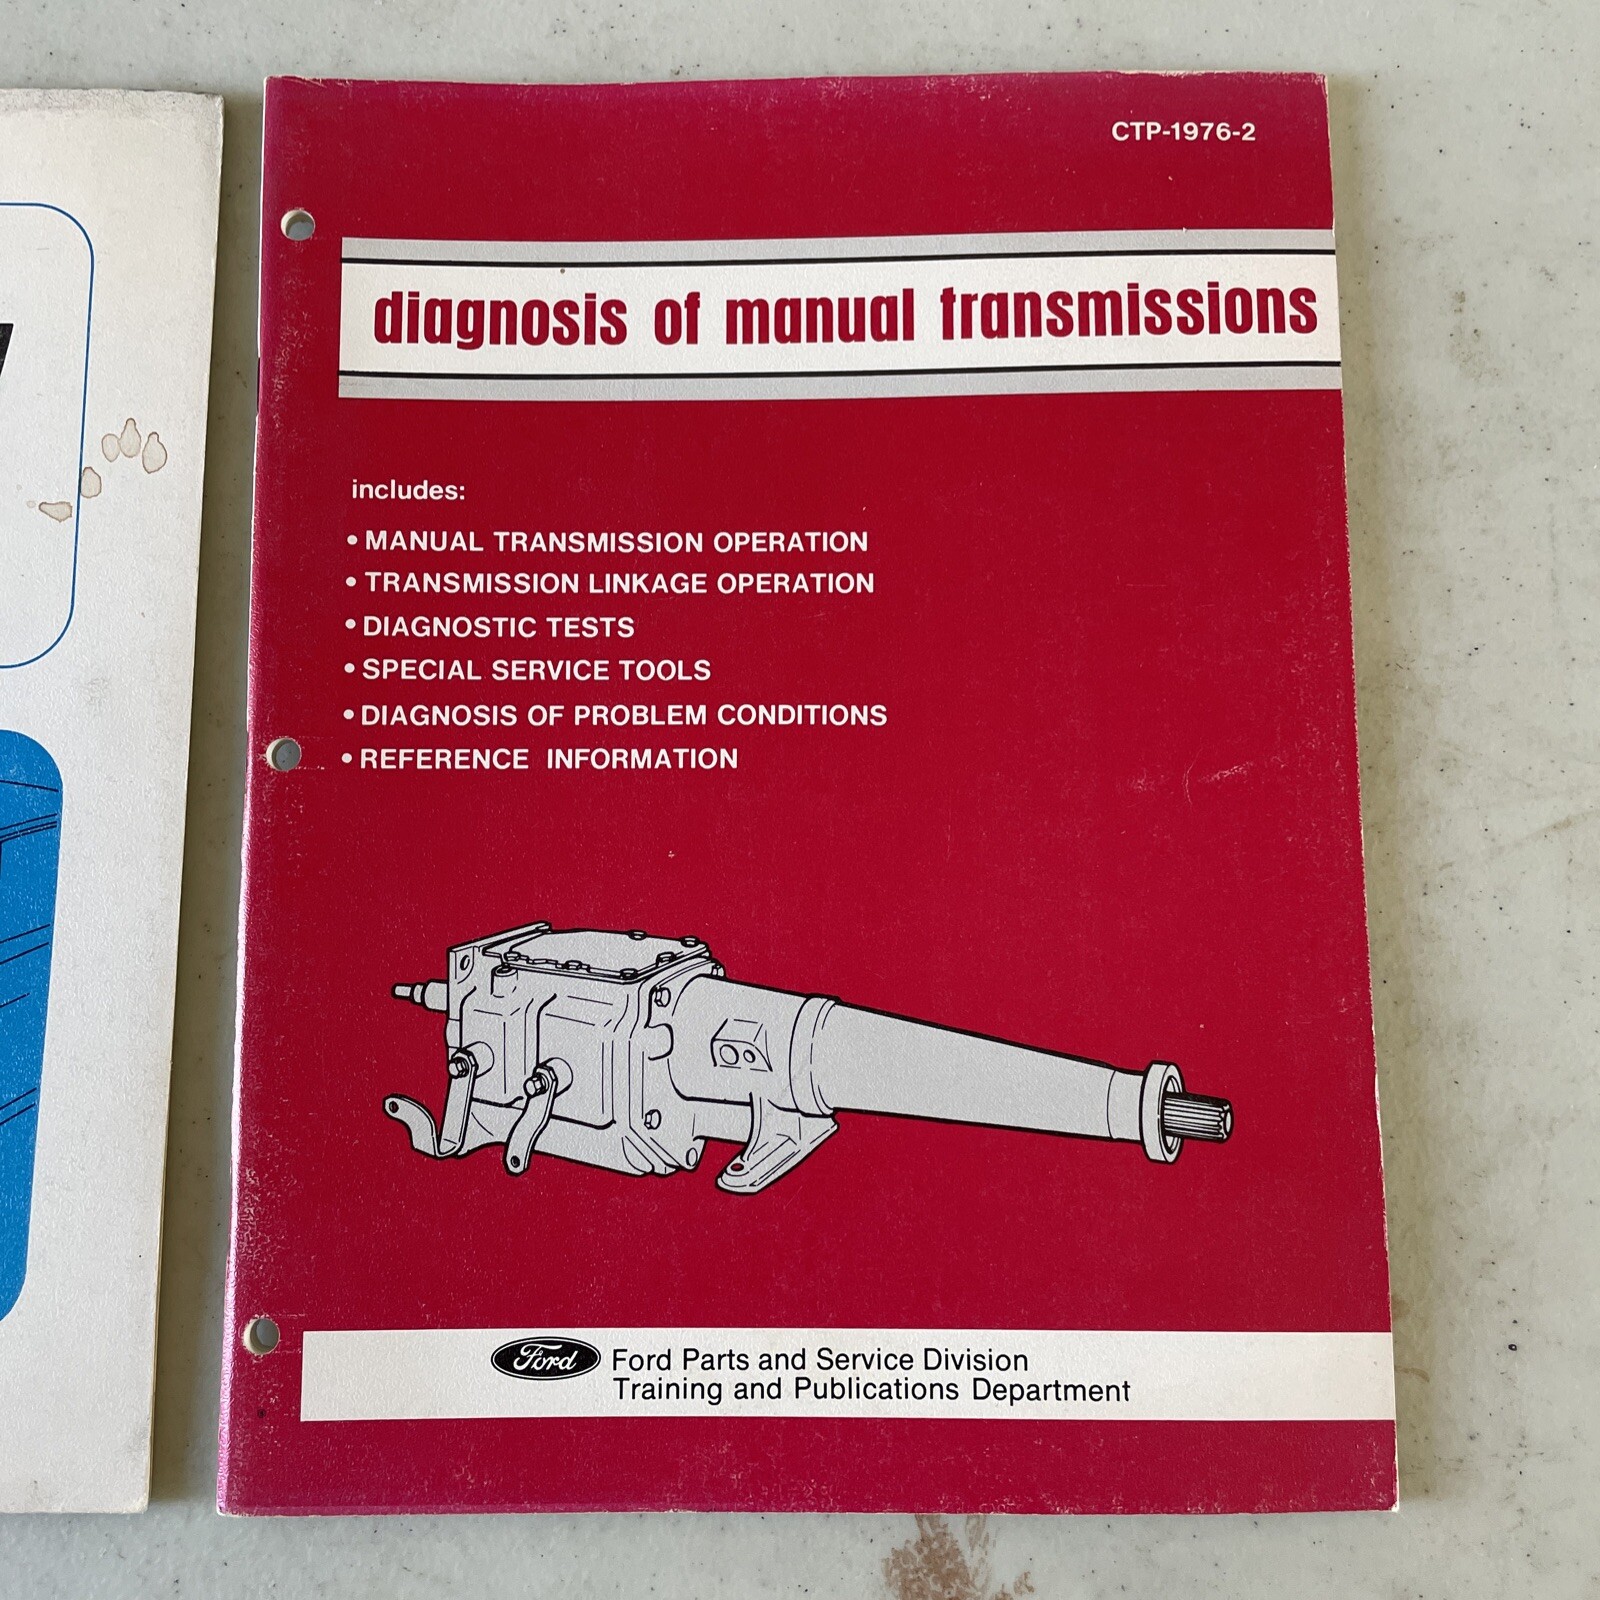 CTP-1976-2
diagnosis of manual transmissions
includes:
• MANUAL TRANSMISSION OPERATION
• TRANSMISSION LINKAGE OPERATION
• DIAGNOSTIC TESTS
• SPECIAL SERVICE TOOLS
• DIAGNOSIS OF PROBLEM CONDITIONS
• REFERENCE INFORMATION
Ford Ford Parts and Service Division
Training and Publications Department